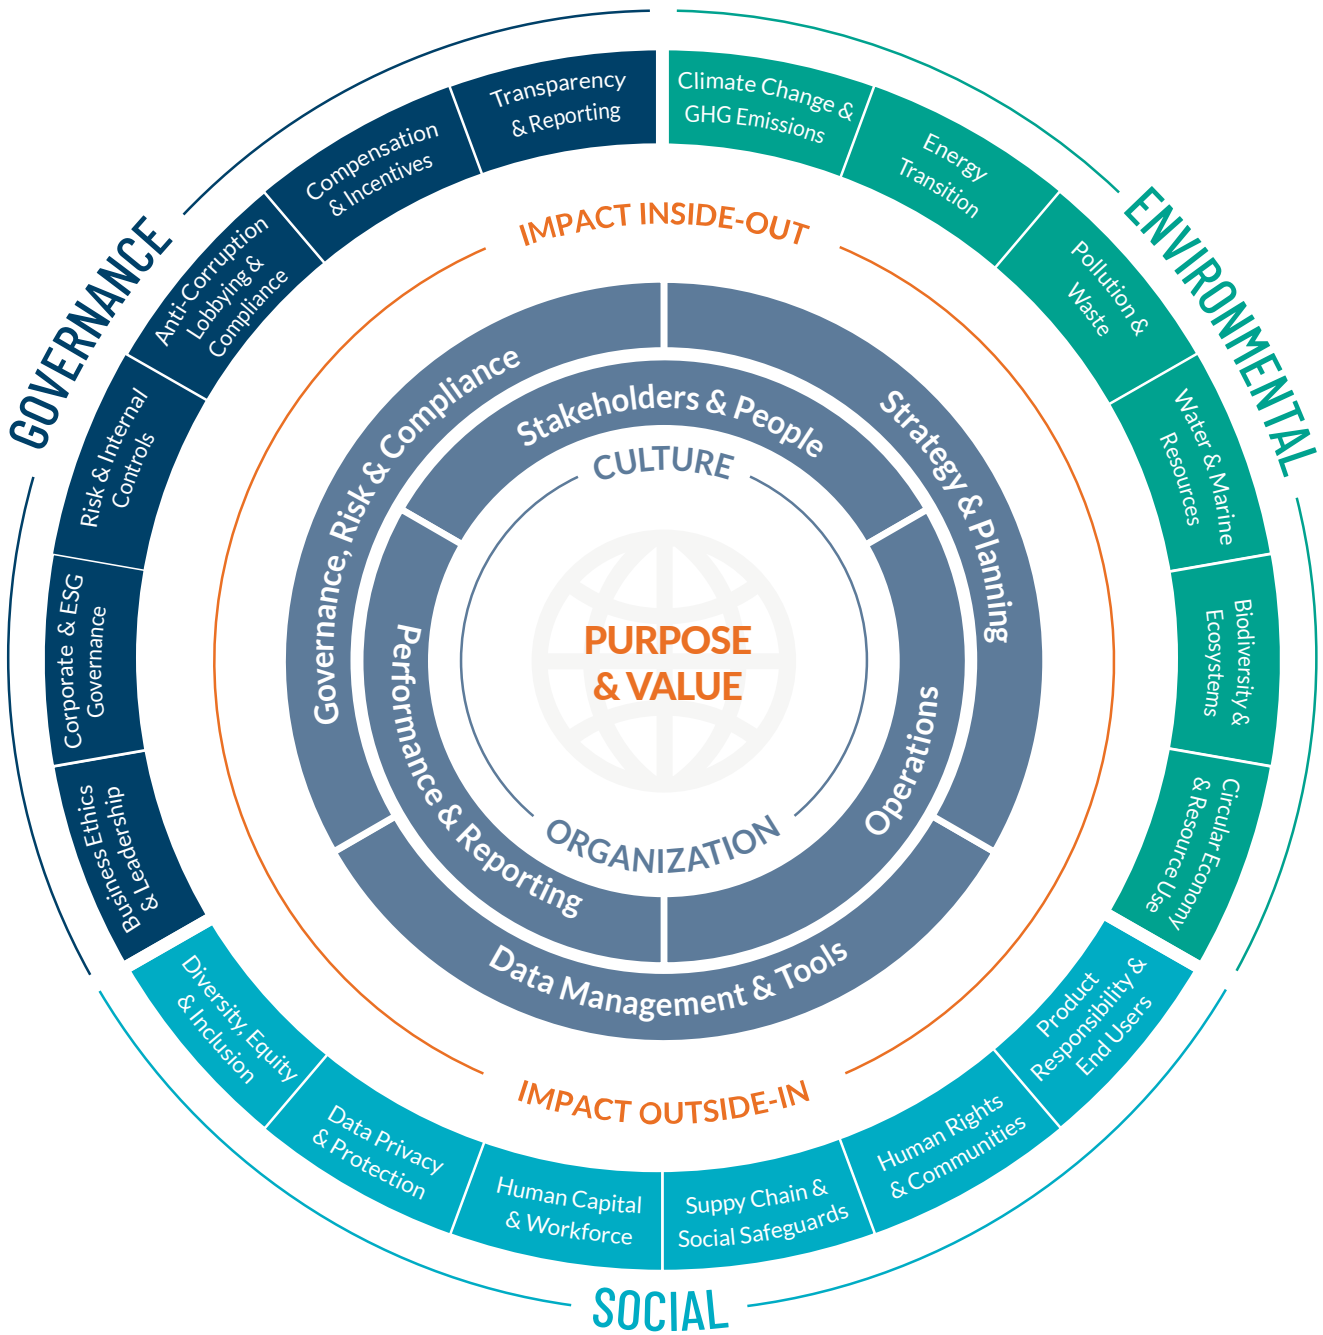 GOVERNANCE
Transparency
& Reporting
Compensation
& Incentives
Anti-Corruption
Lobbying &
Compliance
Risk & Internal
Controls
Corporate & ESG
Governance
Business Ethics
& Leadership
ENVIRONMENTAL
Climate Change &
GHG Emissions
Energy
Transition
Pollution &
Waste
Water & Marine
Resources
Biodiversity &
Ecosystems
Circular Economy
& Resource Use
SOCIAL
Product
Responsibility &
End Users
Human Rights
& Communities
Suppy Chain &
Social Safeguards
Human Capital
& Workforce
Data Privacy
& Protection
Diversity, Equity
& Inclusion
IMPACT INSIDE-OUT
IMPACT OUTSIDE-IN
Governance, Risk & Compliance
Strategy & Planning
Data Management & Tools
Stakeholders & People
Operations
Performance & Reporting
CULTURE
PURPOSE
& VALUE
ORGANIZATION